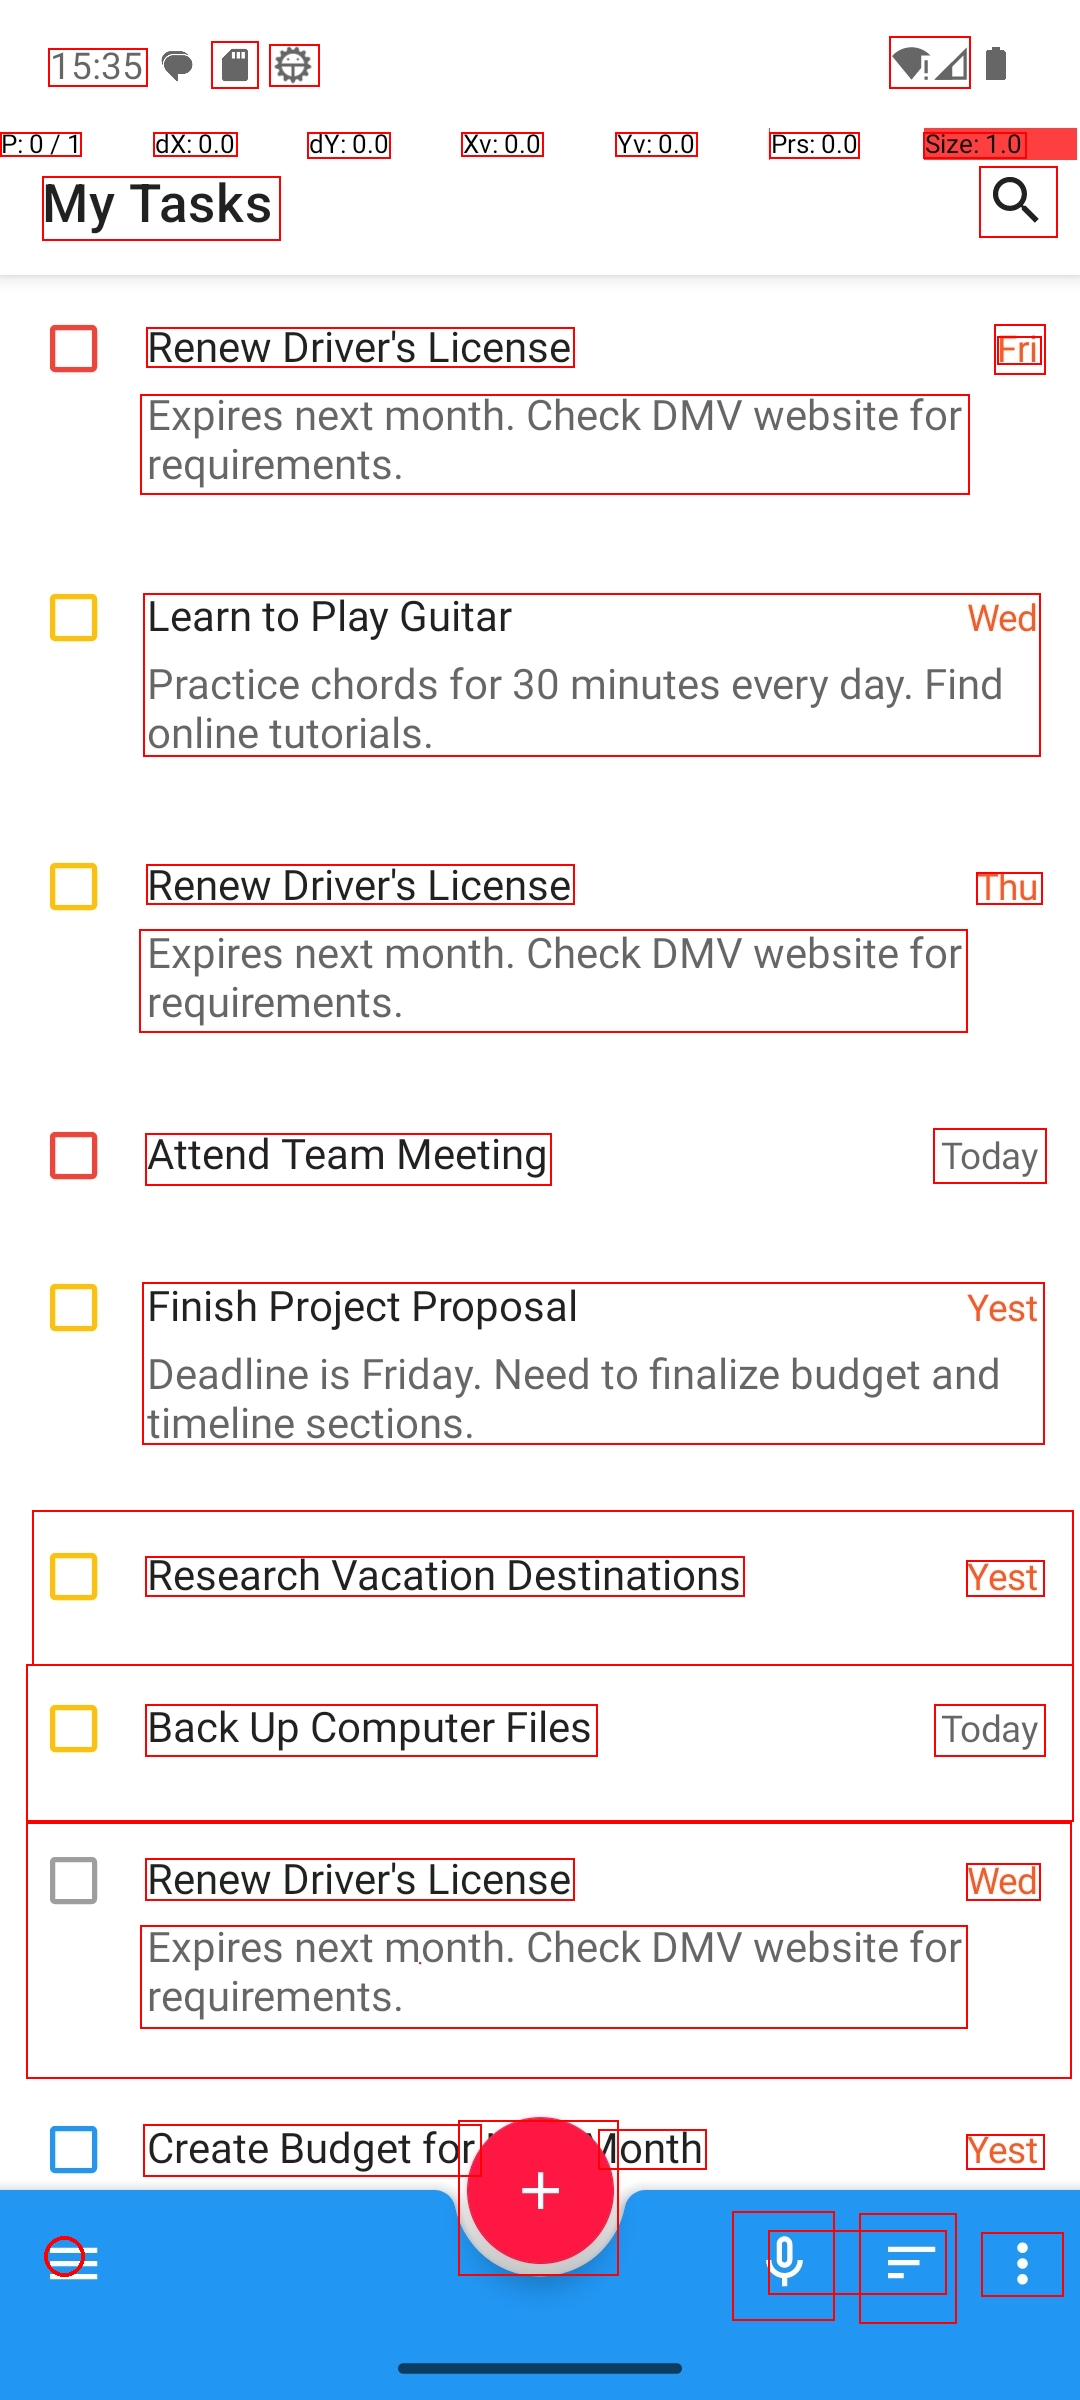 15:35
P: 0 / 1 dX: 0.0 dY: 0.0 Xv: 0.0 Yv: 0.0 Prs: 0.0 Size: 1.0
My Tasks
Renew Driver's License Fri
Expires next month. Check DMV website for
requirements.
Learn to Play Guitar Wed
Practice chords for 30 minutes every day. Find
online tutorials.
Renew Driver's License Thu
Expires next month. Check DMV website for
requirements.
Attend Team Meeting Today
Finish Project Proposal Yest
Deadline is Friday. Need to finalize budget and
timeline sections.
Research Vacation Destinations Yest
Back Up Computer Files Today
Renew Driver's License Wed
Expires next month. Check DMV website for
requirements.
Create Budget for Month Yest